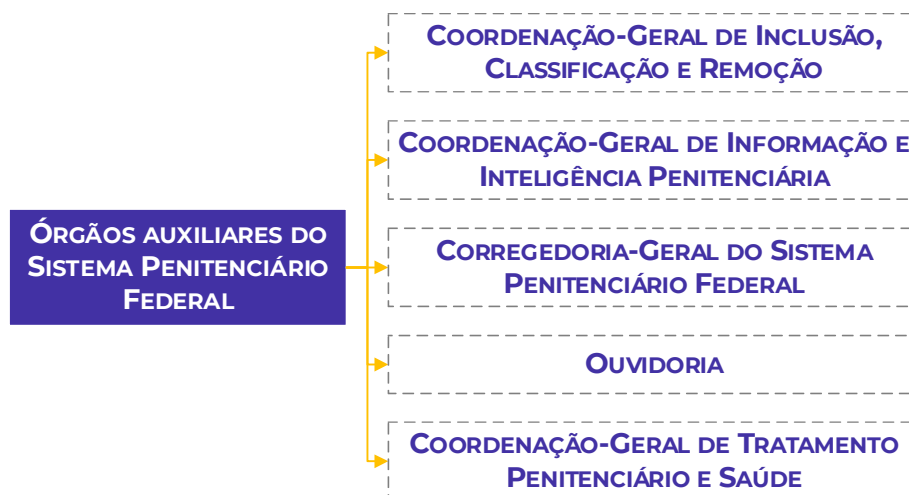 Coordenação-Geral de Inclusão,
Classificação e Remoção
Coordenação-Geral de Informação e
Inteligência Penitenciária
Órgãos auxiliares do
Sistema Penitenciário
Federal
Corregedoria-Geral do Sistema
Penitenciário Federal
Ouvidoria
Coordenação-Geral de Tratamento
Penitenciário e Saúde